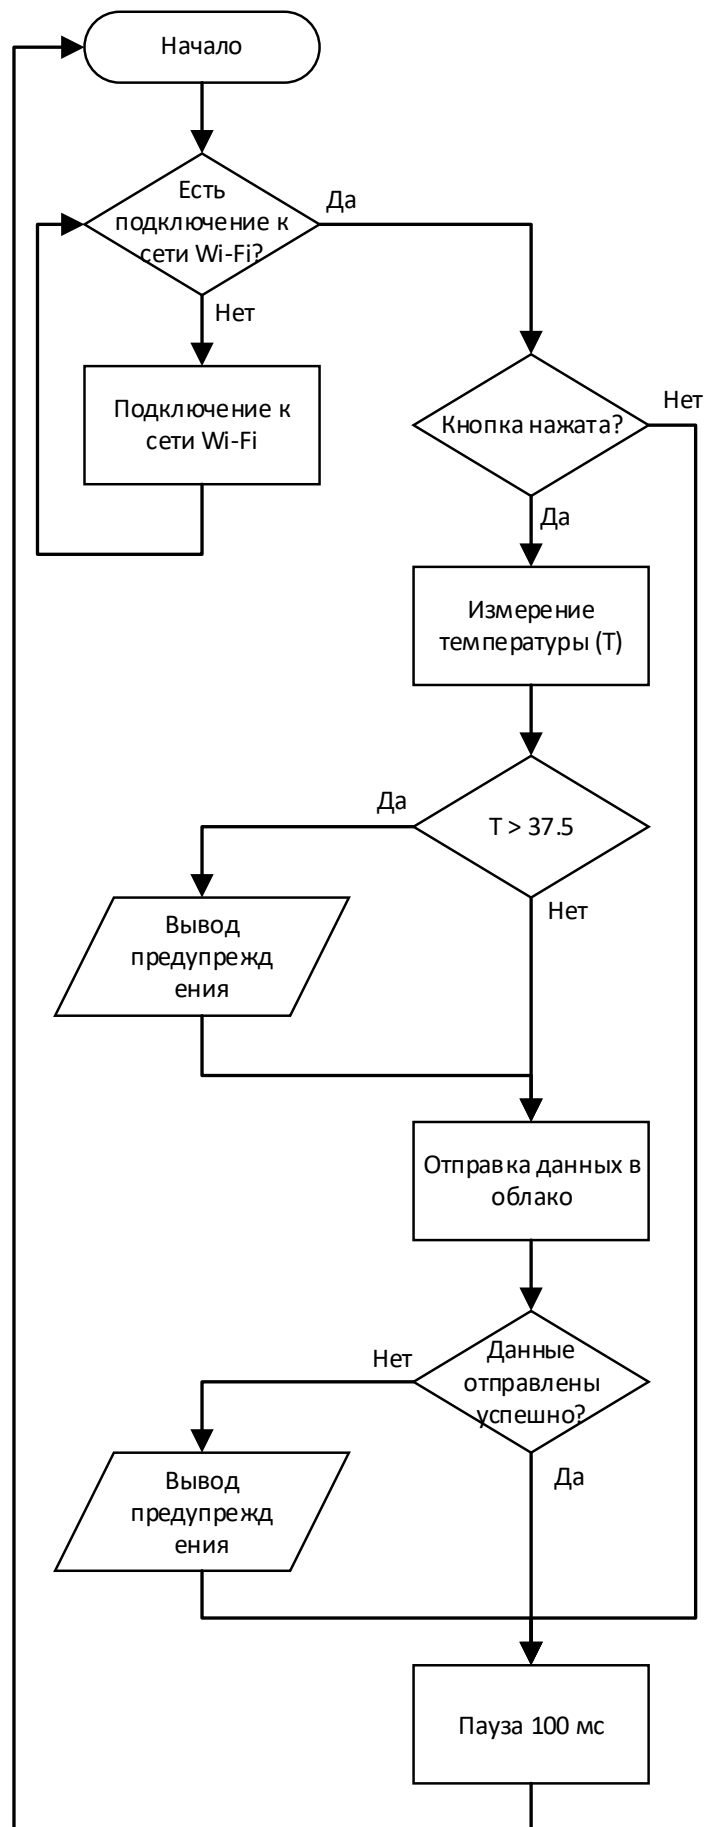 Начало
Есть
подключение к
сети Wi-Fi?
Да
Нет
Подключение к
сети Wi-Fi
Кнопка нажата?
Нет
Да
Измерение
температуры (T)
T > 37.5
Да
Нет
Вывод
предупрежд
ения
Отправка данных в
облако
Данные
отправлены
успешно?
Нет
Да
Вывод
предупрежд
ения
Пауза 100 мс